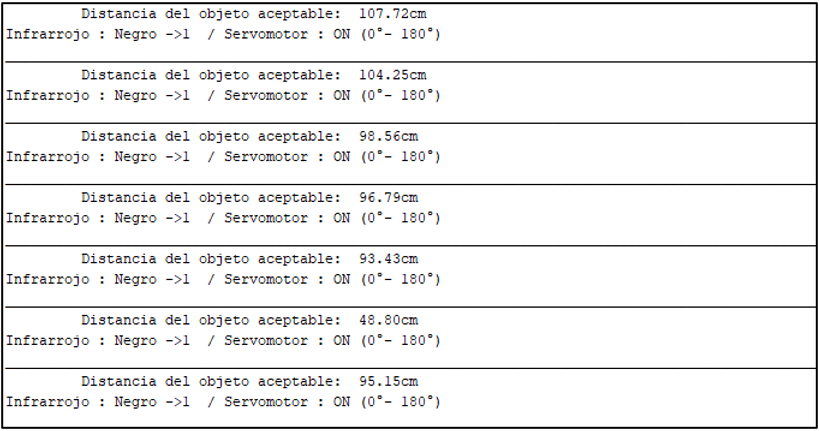 Distancia del objeto aceptable:  107.72cm
Infrarrojo : Negro ->1  / Servomotor : ON (0°- 180°)
Distancia del objeto aceptable:  104.25cm
Infrarrojo : Negro ->1  / Servomotor : ON (0°- 180°)
Distancia del objeto aceptable:  98.56cm
Infrarrojo : Negro ->1  / Servomotor : ON (0°- 180°)
Distancia del objeto aceptable:  96.79cm
Infrarrojo : Negro ->1  / Servomotor : ON (0°- 180°)
Distancia del objeto aceptable:  93.43cm
Infrarrojo : Negro ->1  / Servomotor : ON (0°- 180°)
Distancia del objeto aceptable:  48.80cm
Infrarrojo : Negro ->1  / Servomotor : ON (0°- 180°)
Distancia del objeto aceptable:  95.15cm
Infrarrojo : Negro ->1  / Servomotor : ON (0°- 180°)